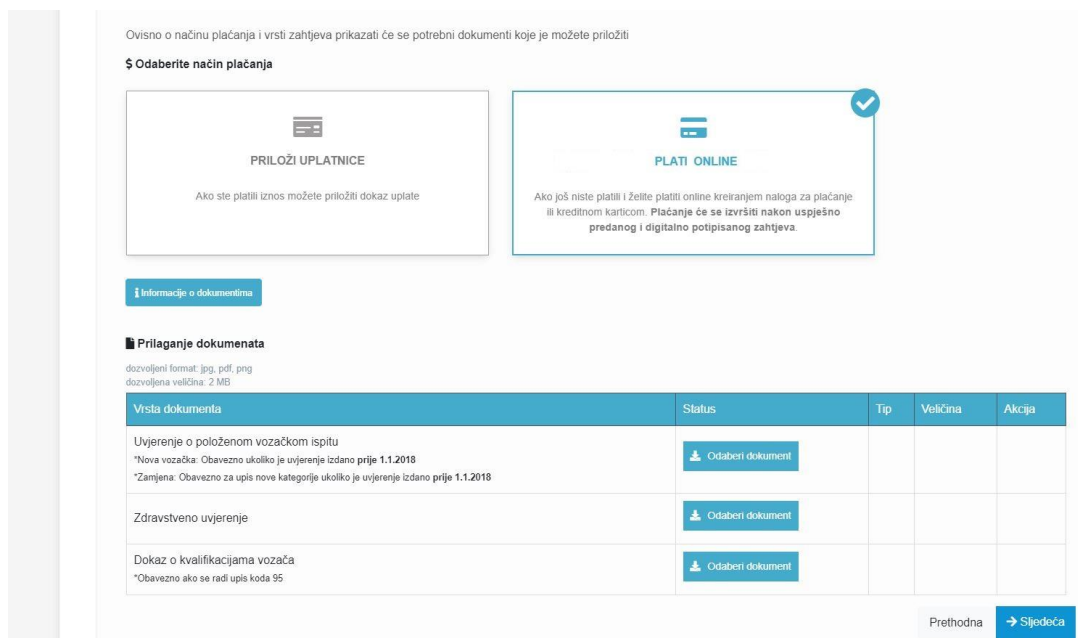 Ovisno o načinu plaćanja i vrsti zahtjeva prikazati će se potrebni dokumenti koje je možete priložiti
$ Odaberite način plačanja
PRILOŽI UPLATNICE
Ako ste platili iznos možete priložiti dokaz uplate
PLATI ONLINE
Ako još niste platili i želite platiti online kreiranjem naloga za plaćanje
ili kreditnom karticom. Plaćanje će se izvršiti nakon uspješno
predanog i digitalno potipisanog zahtjeva.
i Informacije o dokumentima
Prilaganje dokumenata
dozvoljeni format: jpg, pdf, png
dozvoljena veličina: 2 MB
Vrsta dokumenta Status Tip Veličina Akcija
Uvjerenje o položenom vozačkom ispitu
*Nova vozačka: Obavezno ukoliko je uvjerenje izdano prije 1.1.2018
*Zamjena: Obavezno za upis nove kategorije ukoliko je uvjerenje izdano prije 1.1.2018
Odaberi dokument
Zdravstveno uvjerenje
Odaberi dokument
Dokaz o kvalifikacijama vozača
*Obavezno ako se radi upis koda 95
Odaberi dokument
Prethodna → Sljedeća